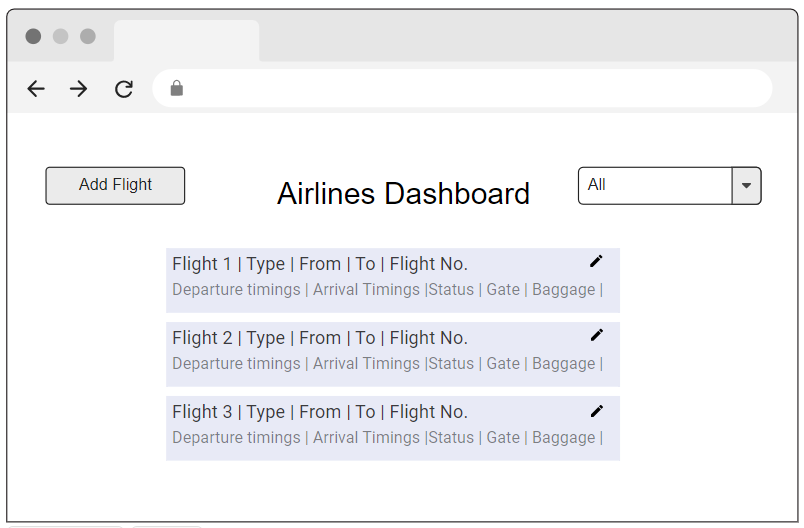 Add Flight
Airlines Dashboard
All
Flight 1 | Type | From | To | Flight No.
Departure timings | Arrival Timings |Status | Gate | Baggage |
Flight 2 | Type | From | To | Flight No.
Departure timings | Arrival Timings |Status | Gate | Baggage |
Flight 3 | Type | From | To | Flight No.
Departure timings | Arrival Timings |Status | Gate | Baggage |